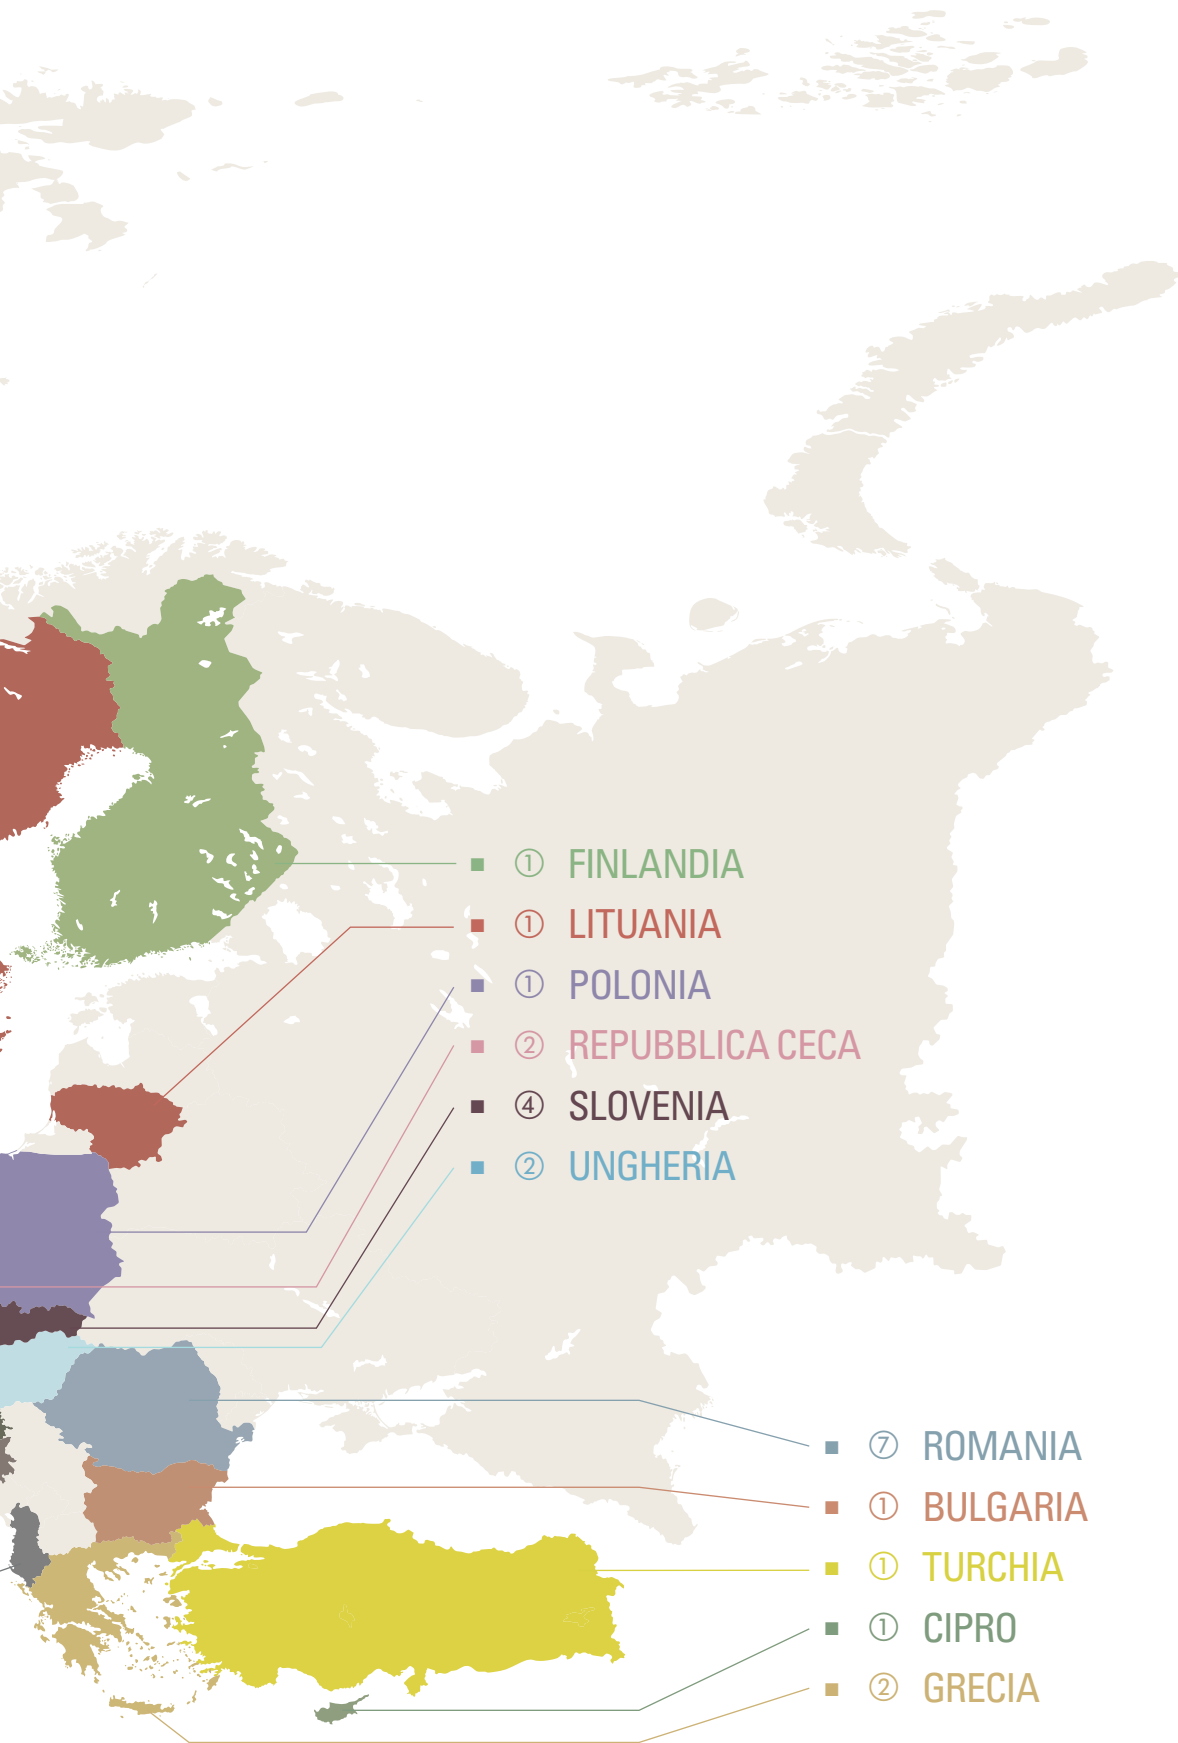 ① FINLANDIA
① LITUANIA
① POLONIA
② REPUBBLICA CECA
④ SLOVENIA
② UNGHERIA
⑦ ROMANIA
① BULGARIA
① TURCHIA
① CIPRO
② GRECIA